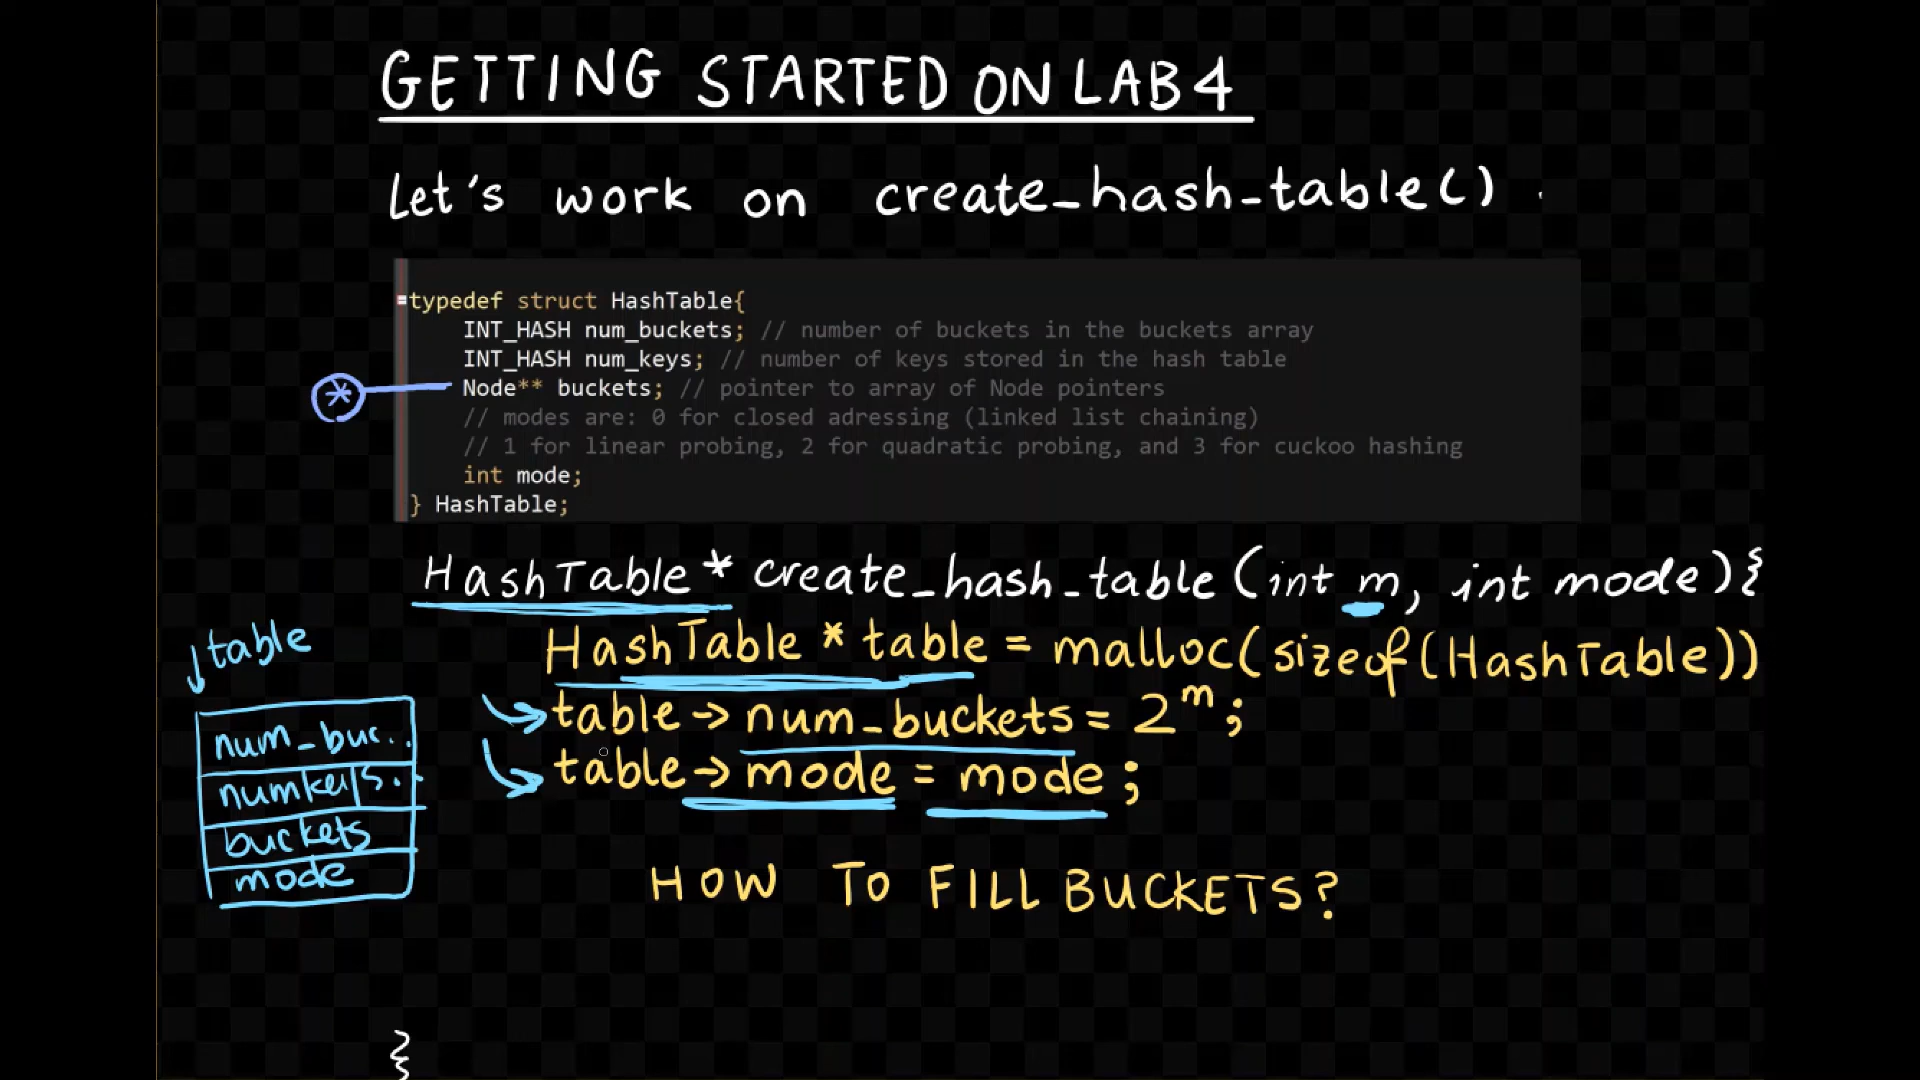 GETTING STARTED ON LAB 4
Let's work on create_hash_table() .
typedef struct HashTable{
INT_HASH num_buckets; // number of buckets in the buckets array
INT_HASH num_keys; // number of keys stored in the hash table
* Node** buckets; // pointer to array of Node pointers
// modes are: 0 for closed adressing (linked list chaining)
// 1 for linear probing, 2 for quadratic probing, and 3 for cuckoo hashing
int mode;
} HashTable;
HashTable * create_hash_table (int m, int mode){
HashTable * table = malloc(sizeof(HashTable))
table -> num_buckets = 2^m;
table -> mode = mode;
table
num_buc..
numkeys.
buckets
mode
HOW TO FILL BUCKETS?
}